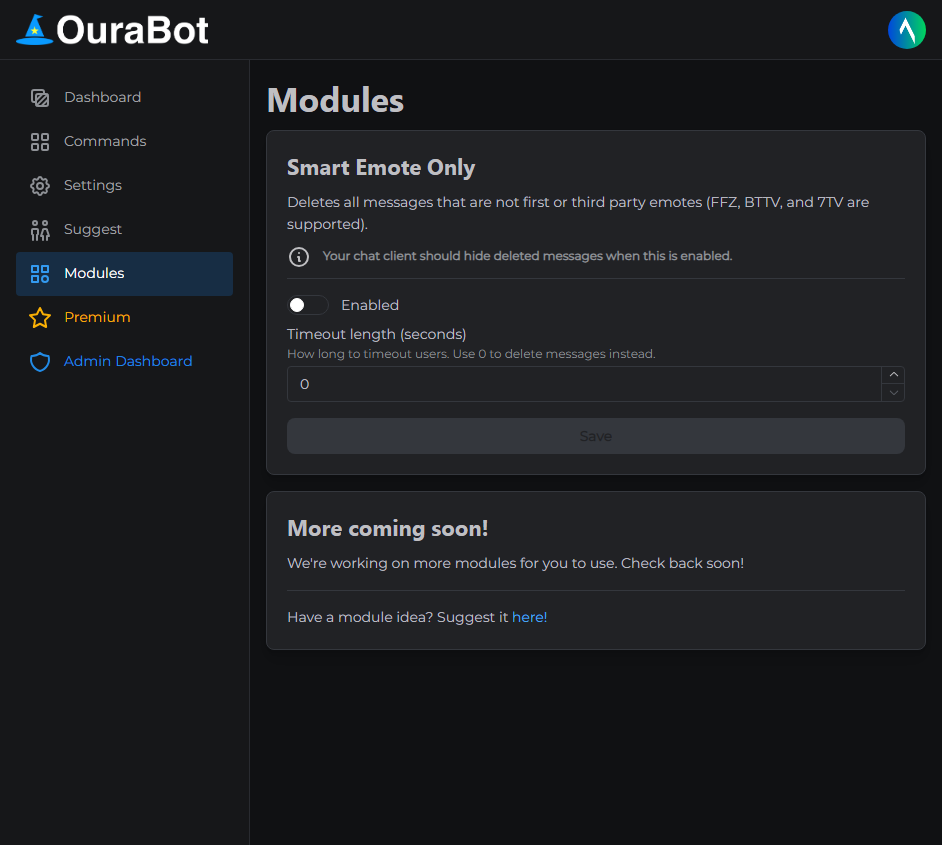 OuraBot
Dashboard
Commands
Settings
Suggest
Modules
Premium
Admin Dashboard
Modules
Smart Emote Only
Deletes all messages that are not first or third party emotes (FFZ, BTTV, and 7TV are
supported).
Your chat client should hide deleted messages when this is enabled.
Enabled
Timeout length (seconds)
How long to timeout users. Use 0 to delete messages instead.
0
Save
More coming soon!
We're working on more modules for you to use. Check back soon!
Have a module idea? Suggest it here!